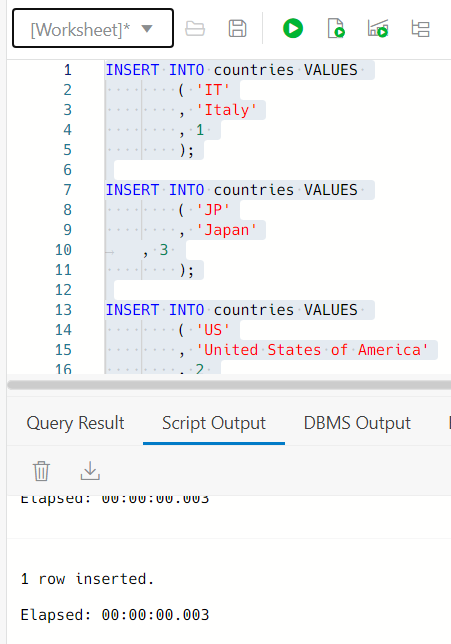 [Worksheet]*
1 INSERT INTO countries VALUES
2 ( 'IT'
3 , 'Italy'
4 , 1
5 );
6
7 INSERT INTO countries VALUES
8 ( 'JP'
9 , 'Japan'
10 , 3
11 );
12
13 INSERT INTO countries VALUES
14 ( 'US'
15 , 'United States of America'
16 , 2
Query Result Script Output DBMS Output
Elapsed: 00:00:00.003
1 row inserted.
Elapsed: 00:00:00.003